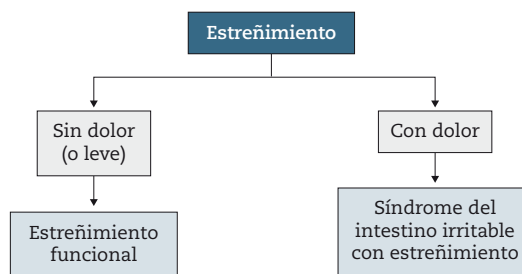 Estreñimiento
Sin dolor
(o leve)
Con dolor
Estreñimiento
funcional
Síndrome del
intestino irritable
con estreñimiento